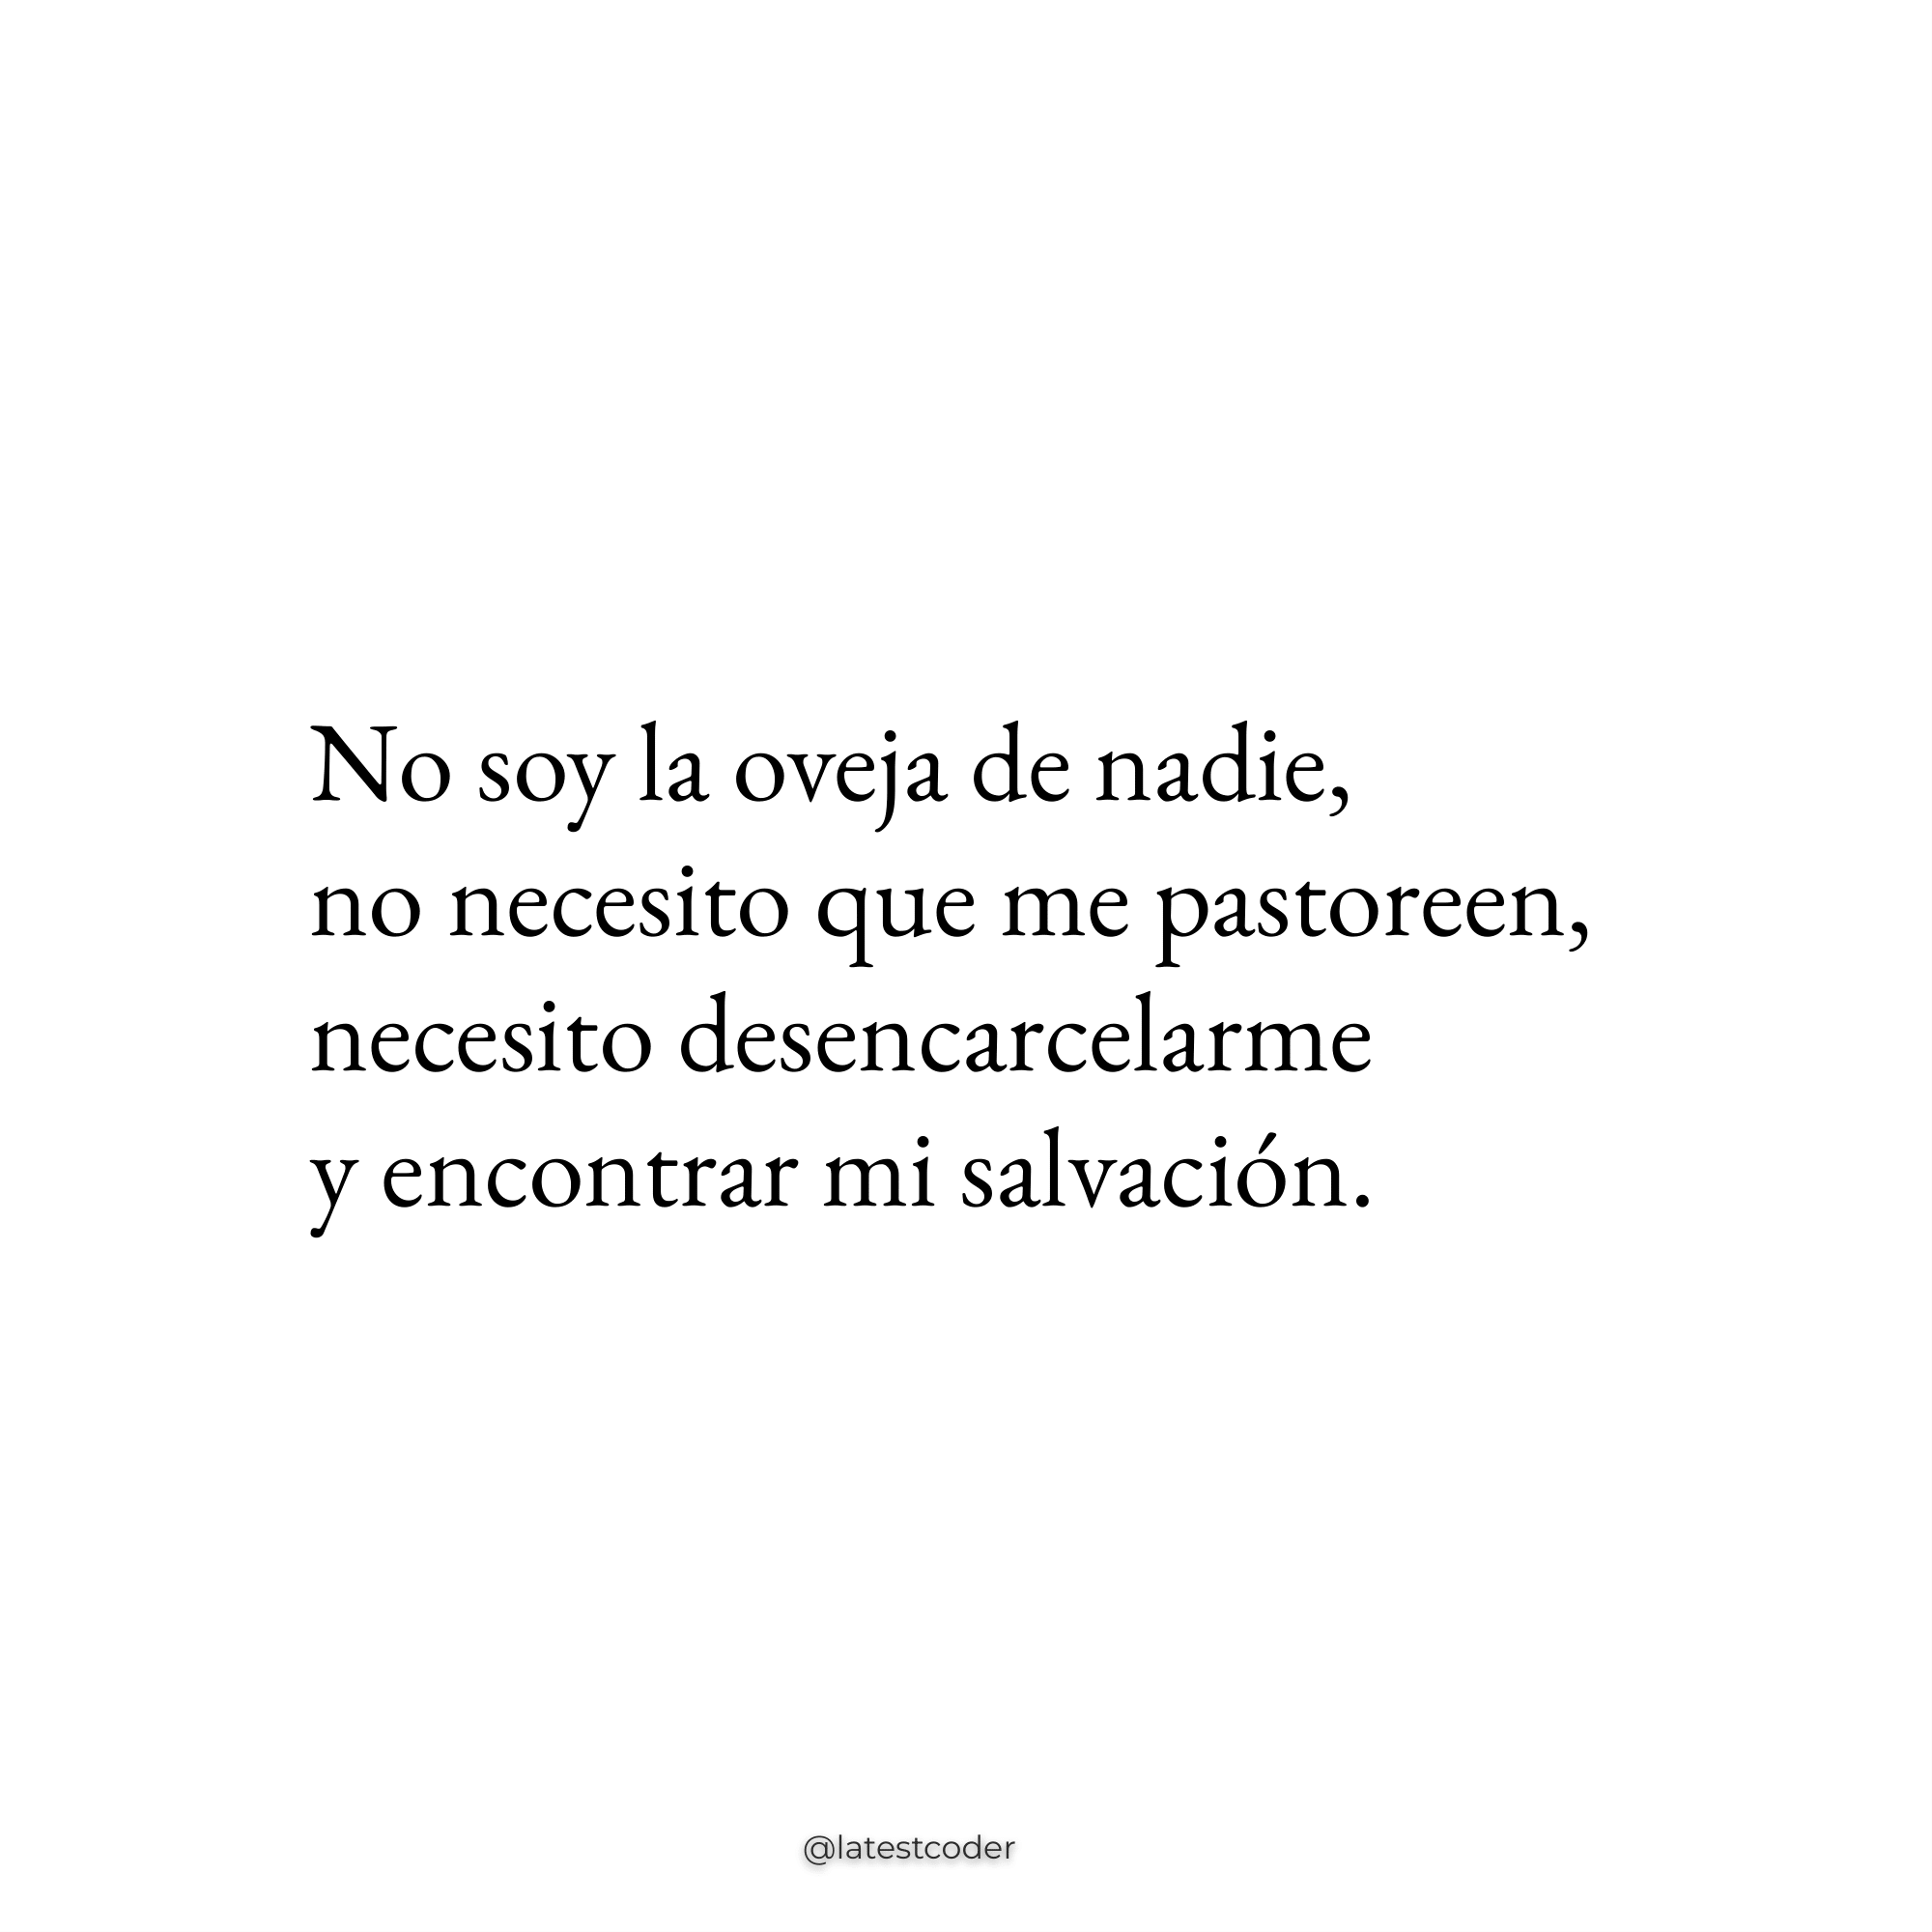 No soy la oveja de nadie,
no necesito que me pastoreen,
necesito desencarcelarme
y encontrar mi salvación.
@latestcoder